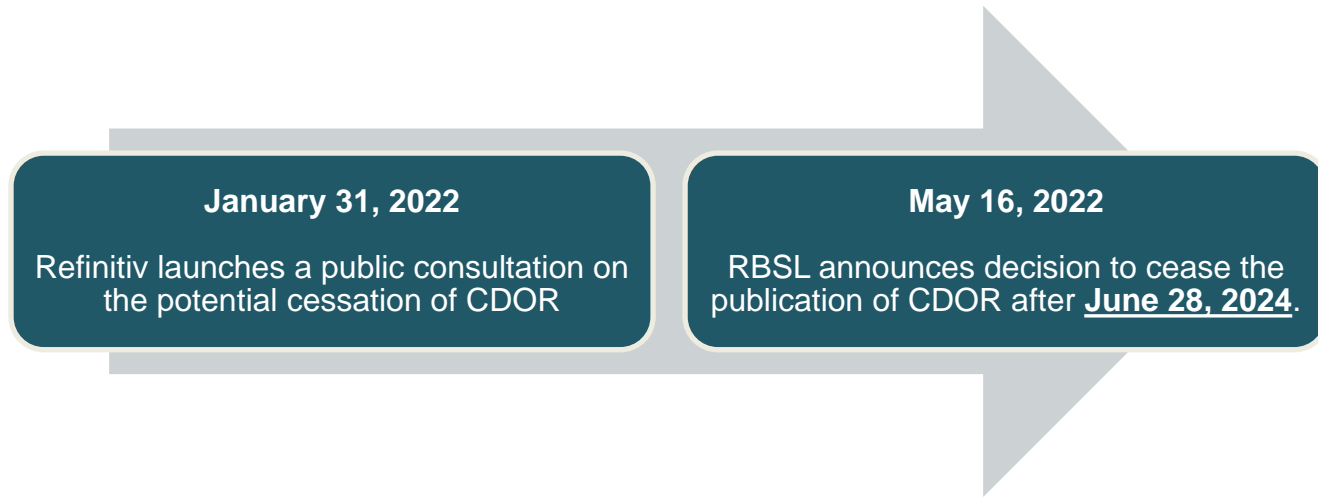 January 31, 2022
Refinitiv launches a public consultation on
the potential cessation of CDOR
May 16, 2022
RBSL announces decision to cease the
publication of CDOR after June 28, 2024.